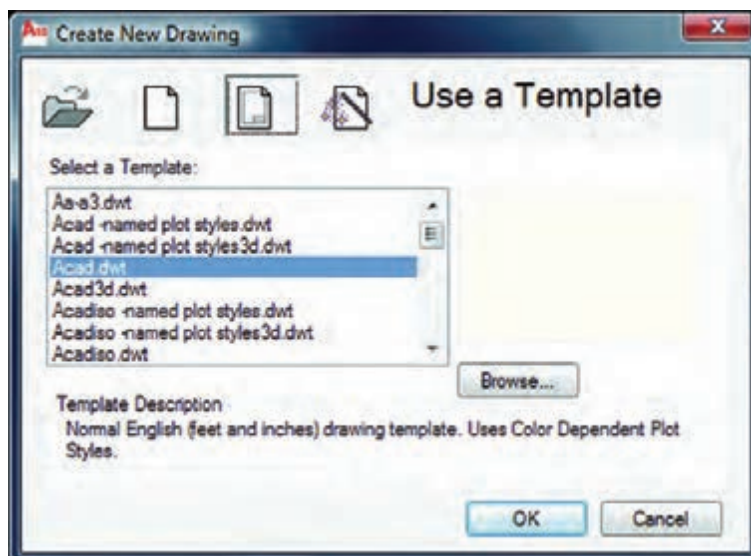 Create New Drawing
Use a Template
Select a Template:
Aa-a3.dwt
Acad -named plot styles.dwt
Acad -named plot styles3d.dwt
Acad.dwt
Acad3d.dwt
Acadiso -named plot styles.dwt
Acadiso -named plot styles3d.dwt
Acadiso.dwt
Browse...
Template Description
Normal English (feet and inches) drawing template. Uses Color Dependent Plot
Styles.
OK
Cancel